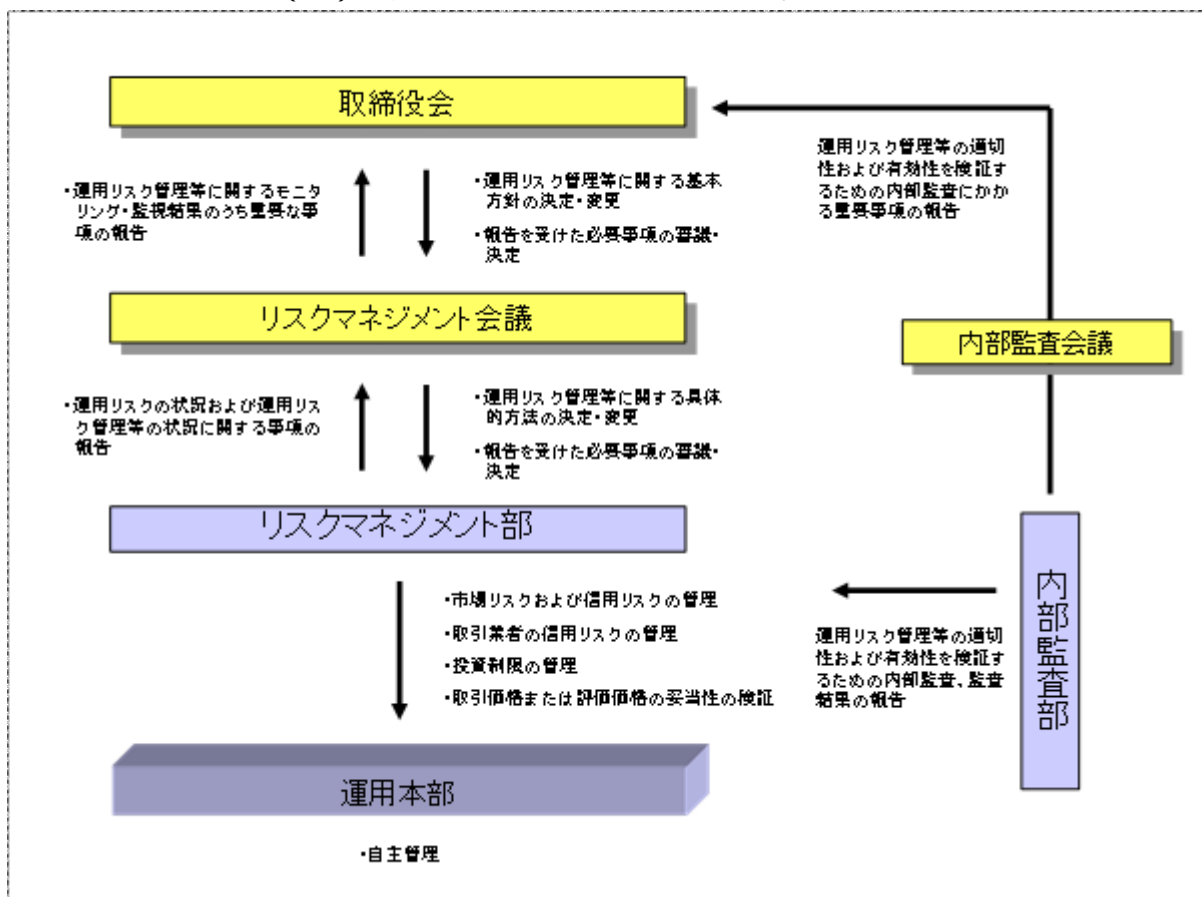 取締役会
・運用リスク管理等に関するモニタ
リング・監視結果のうち重要な事
項の報告
・運用リスク管理等に関する基本
方針の決定・変更
・報告を受けた必要事項の審議・
決定
運用リスク管理等の適切
性および有効性を検証す
るための内部監査にかか
る重要事項の報告
リスクマネジメント会議
内部監査会議
・運用リスクの状況および運用リス
ク管理等の状況に関する事項の
報告
・運用リスク管理等に関する具体
的方法の決定・変更
・報告を受けた必要事項の審議・
決定
リスクマネジメント部
内部監査部
・市場リスクおよび信用リスクの管理
・取引業者の信用リスクの管理
・投資制限の管理
・取引価格または評価価格の妥当性の検証
運用リスク管理等の適切
性および有効性を検証す
るための内部監査、監査
結果の報告
運用本部
・自主管理